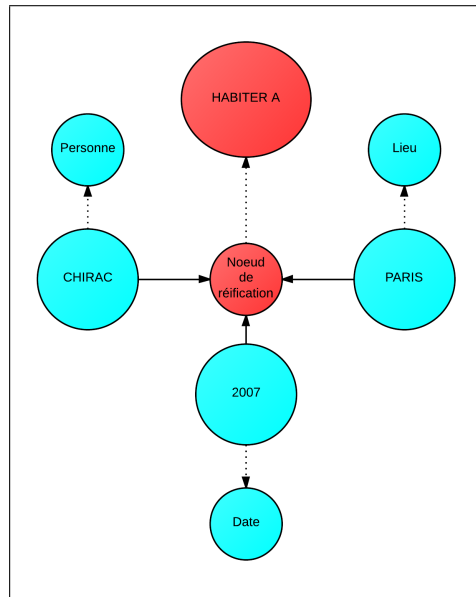 HABITER A
Personne
Lieu
CHIRAC
Noeud
de
réification
PARIS
2007
Date